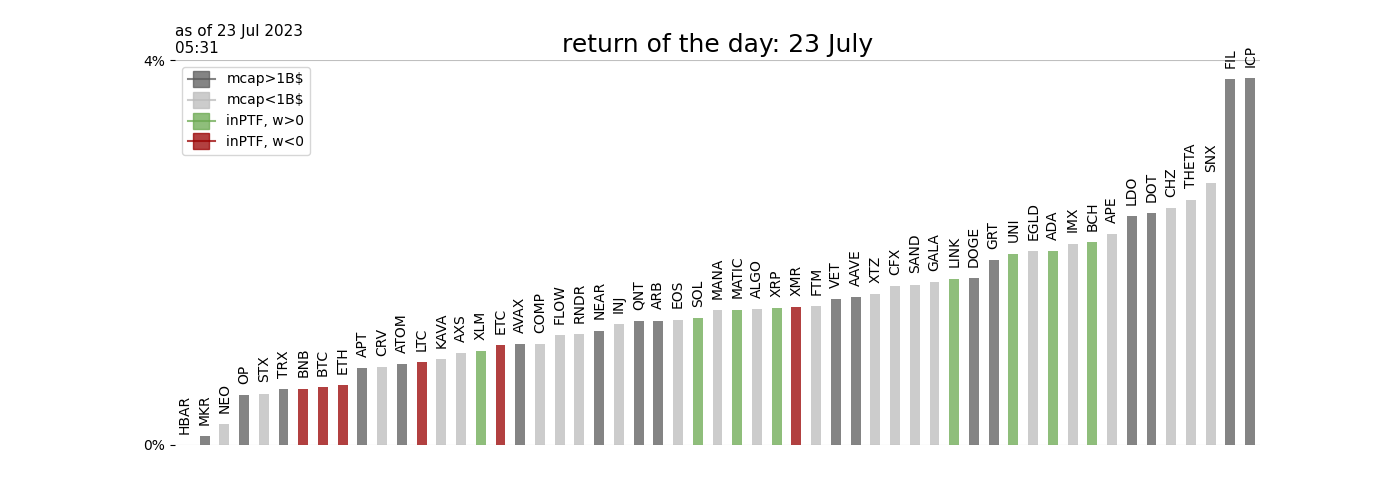 as of 23 Jul 2023
05:31
return of the day: 23 July
4%
0%
mcap>1B$
mcap<1B$
inPTF, w>0
inPTF, w<0
HBAR
MKR
NEO
OP
STX
TRX
BNB
BTC
ETH
APT
CRV
ATOM
LTC
KAVA
AXS
XLM
ETC
AVAX
COMP
FLOW
RNDR
NEAR
INJ
QNT
ARB
EOS
SOL
MANA
MATIC
ALGO
XRP
XMR
FTM
VET
AAVE
XTZ
CFX
SAND
GALA
LINK
DOGE
GRT
UNI
EGLD
ADA
IMX
BCH
APE
LDO
DOT
CHZ
THETA
SNX
FIL
ICP